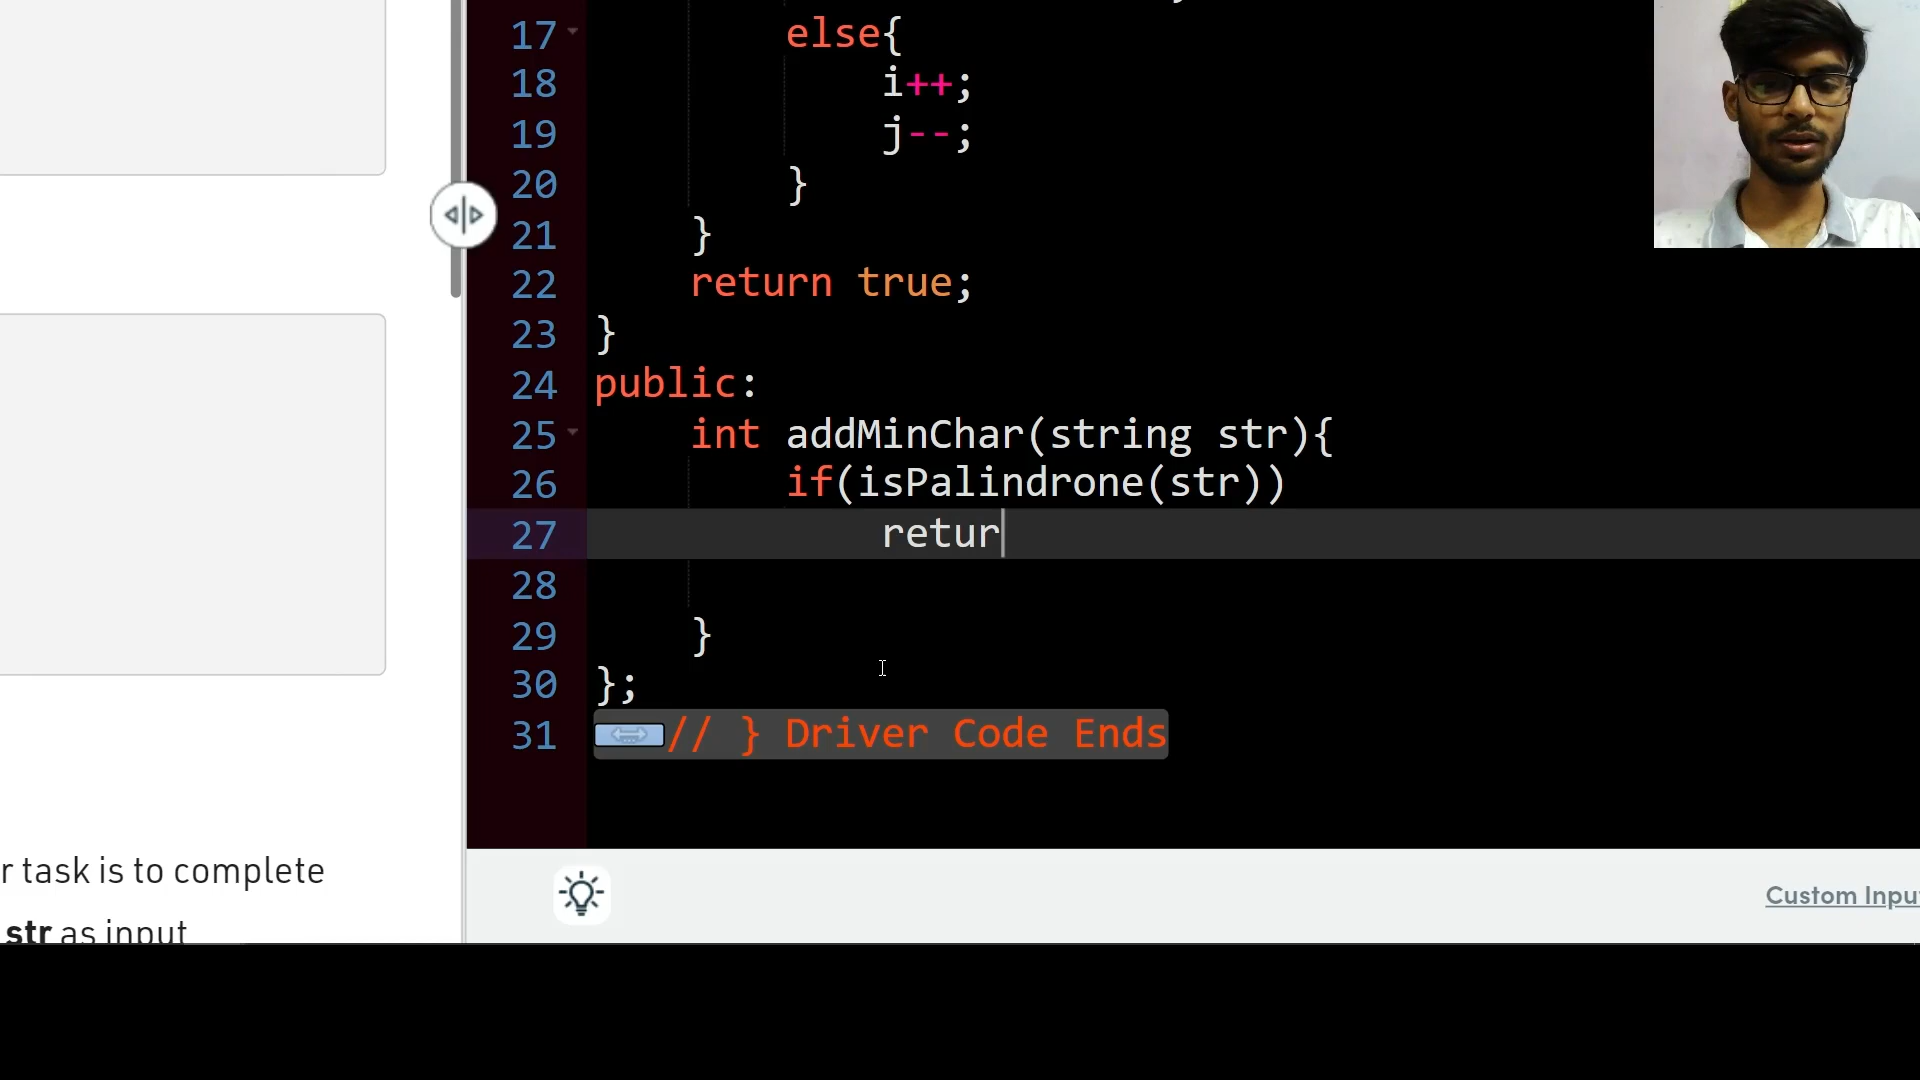 17 else{
18 i++;
19 j--;
20 }
21 }
22 return true;
23 }
24 public:
25 int addMinChar(string str){
26 if(isPalindrone(str))
27 retur
28
29 }
30 };
31 // } Driver Code Ends
r task is to complete
str as input
Custom Inpu